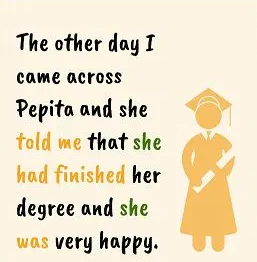 The other day I
came across
Pepita and she
told me that she
had finished her
degree and she
was very happy.